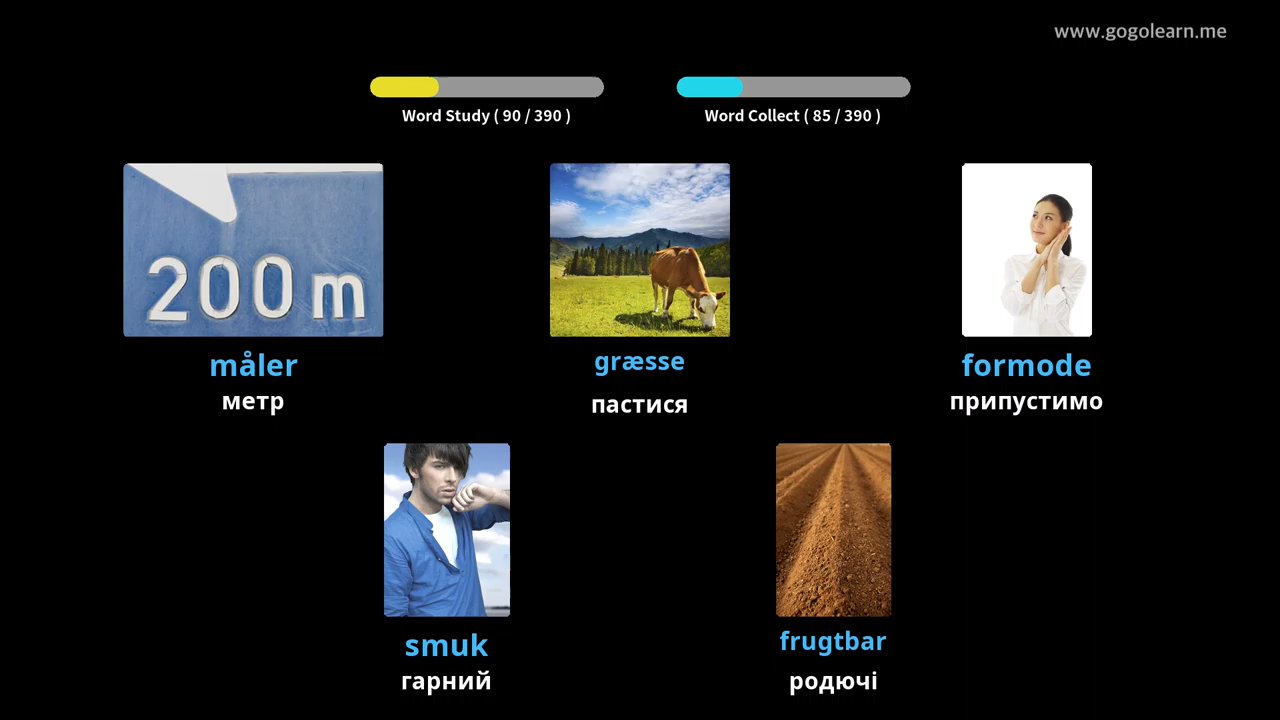 www.gogolearn.me
Word Study ( 90 / 390 )
Word Collect ( 85 / 390 )
200 m
måler
метр
græsse
пастися
formode
припустимо
smuk
гарний
frugtbar
родючі